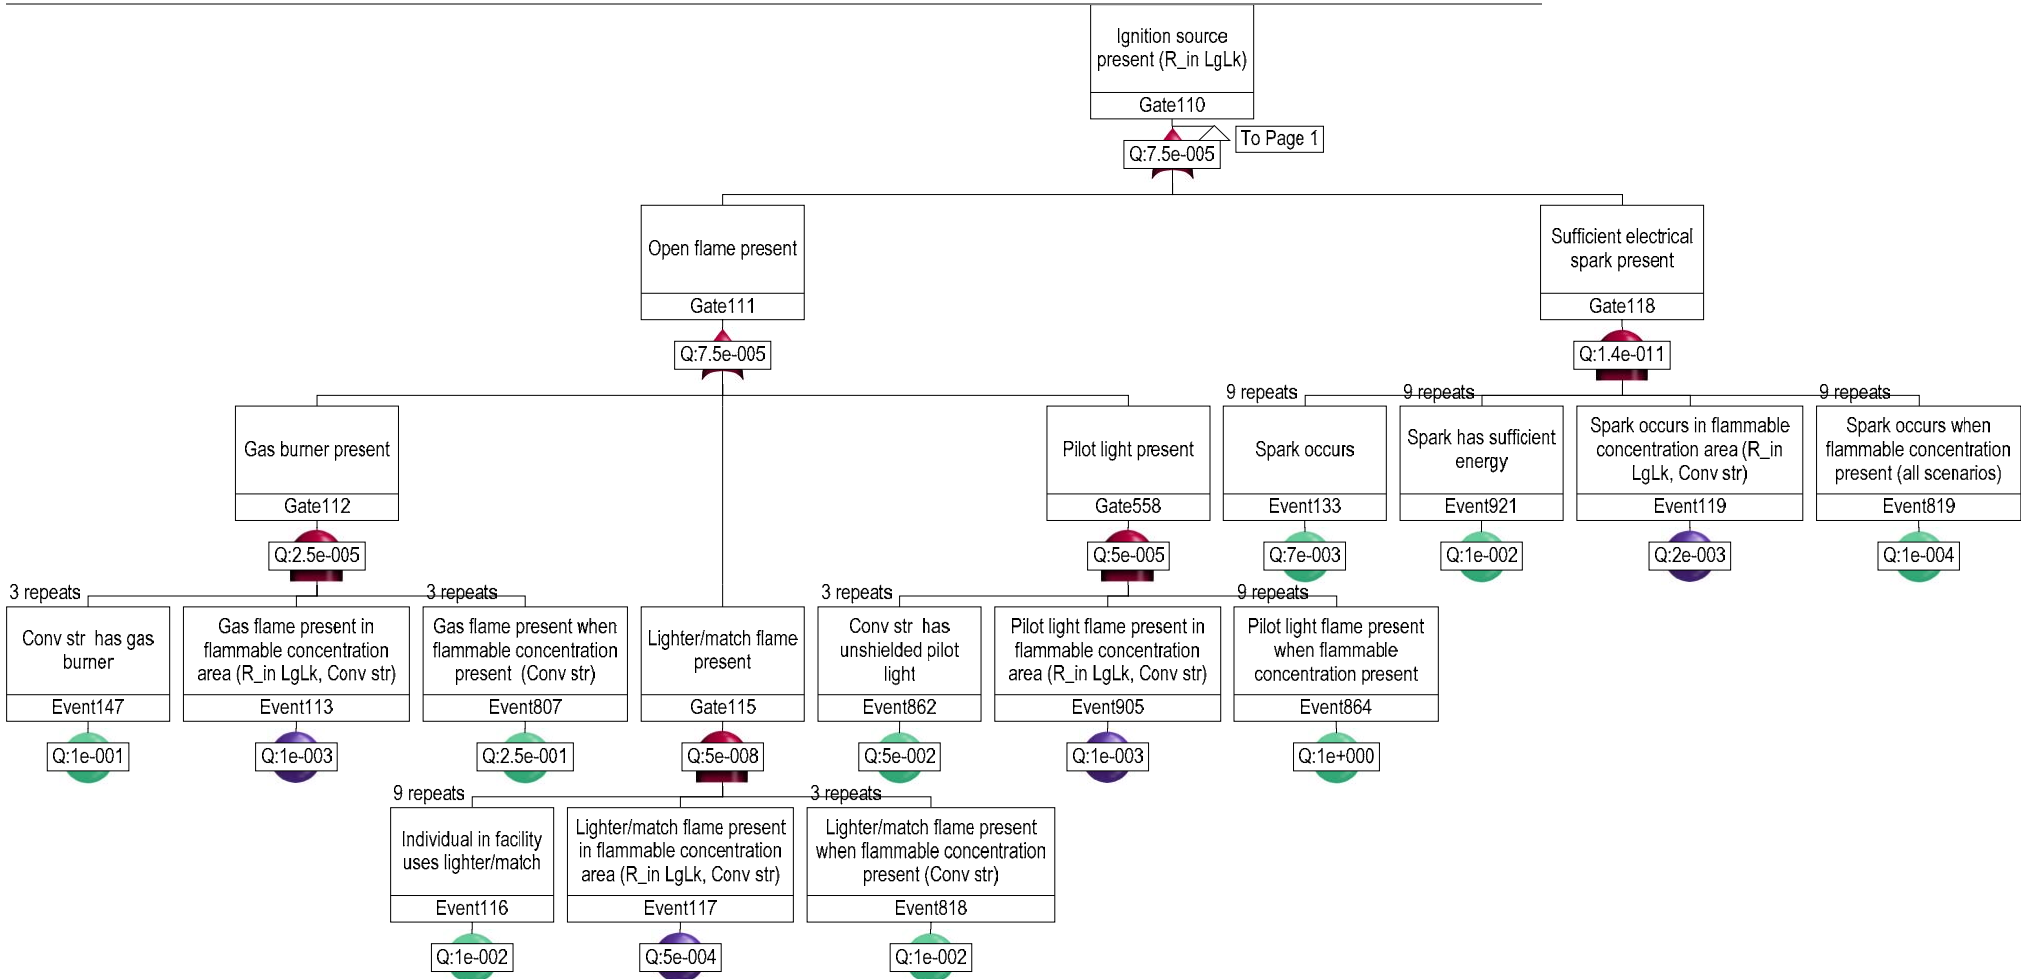 Ignition source
present (R_in LgLk)
Gate110
To Page 1
Q:7.5e-005
Open flame present
Gate111
Q:7.5e-005
Sufficient electrical
spark present
Gate118
Q:1.4e-011
Gas burner present
Gate112
Q:2.5e-005
Pilot light present
Gate558
Q:5e-005
9 repeats
Spark occurs
Event133
Q:7e-003
9 repeats
Spark has sufficient
energy
Event921
Q:1e-002
Spark occurs in flammable
concentration area (R_in
LgLk, Conv str)
Event119
Q:2e-003
9 repeats
Spark occurs when
flammable concentration
present (all scenarios)
Event819
Q:1e-004
3 repeats
Conv str has gas
burner
Event147
Q:1e-001
Gas flame present in
flammable concentration
area (R_in LgLk, Conv str)
Event113
Q:1e-003
3 repeats
Gas flame present when
flammable concentration
present (Conv str)
Event807
Q:2.5e-001
Lighter/match flame
present
Gate115
Q:5e-008
3 repeats
Conv str has
unshielded pilot
light
Event862
Q:5e-002
Pilot light flame present in
flammable concentration
area (R_in LgLk, Conv str)
Event905
Q:1e-003
9 repeats
Pilot light flame present
when flammable
concentration present
Event864
Q:1e+000
9 repeats
Individual in facility
uses lighter/match
Event116
Q:1e-002
Lighter/match flame present
in flammable concentration
area (R_in LgLk, Conv str)
Event117
Q:5e-004
3 repeats
Lighter/match flame present
when flammable concentration
present (Conv str)
Event818
Q:1e-002